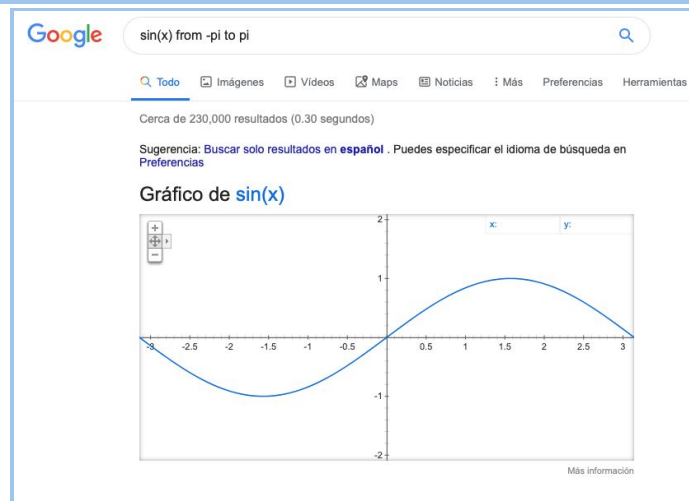 Google
sin(x) from -pi to pi
Todo Imágenes Vídeos Maps Noticias Más Preferencias Herramientas
Cerca de 230,000 resultados (0.30 segundos)
Sugerencia: Buscar solo resultados en español . Puedes especificar el idioma de búsqueda en
Preferencias
Gráfico de sin(x)
+
−
x: y:
2
1
-3 -2.5 -2 -1.5 -1 -0.5 0.5 1 1.5 2 2.5 3
-1
-2
Más información